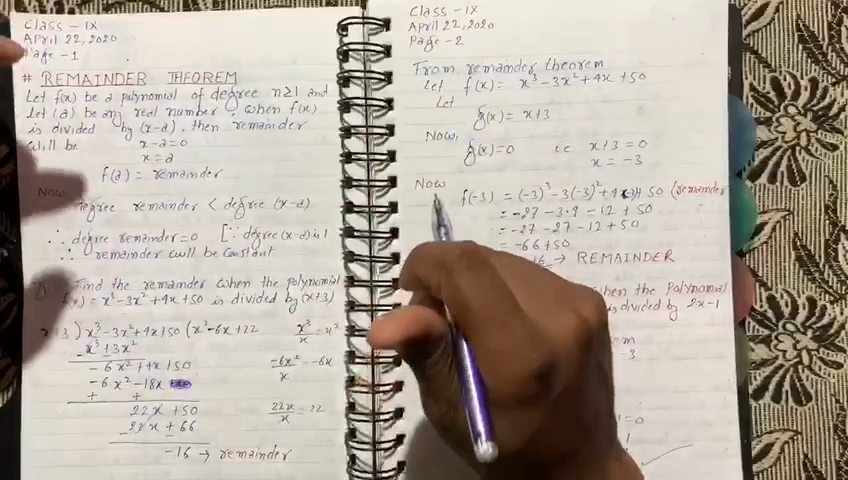 Class - IX
April 22, 2020
Page - 1
# REMAINDER THEOREM
Let f(x) be a polynomial of degree n≥1 and
let (a) be any real number. when f(x)
is divided by (x-a), then remainder
will be x-a=0
x=a
f(a) = remainder
Now
degree remainder < degree (x-a)
∴ degree remainder = 0 [∵ degree (x-a) is 1
∴ remainder will be constant
Find the remainder when the polynomial
f(x) = x³-3x²+4x+50 is divided by (x+3)
x+3) x³-3x²+4x+50 (x²-6x+22 x³/x = x²
x³+3x²
-6x²+4x+50 -6x²/x = -6x
-6x²-18x
+ +
22x+50 22x/x = 22
22x+66
-16 → remainder
Class - IX
April 22, 2020
Page - 2
From remainder theorem
Let f(x) = x³-3x²+4x+50
Let
g(x) = x+3
Now,
g(x)=0 i.e x+3=0
x=-3
Now
f(-3) = (-3)³-3(-3)²+4 +50 (remainder
= -27-3.9-12+50
= -27-27-12+50
= -66+50
→ REMAINDER
when the polynomial
is divided by 2x-1